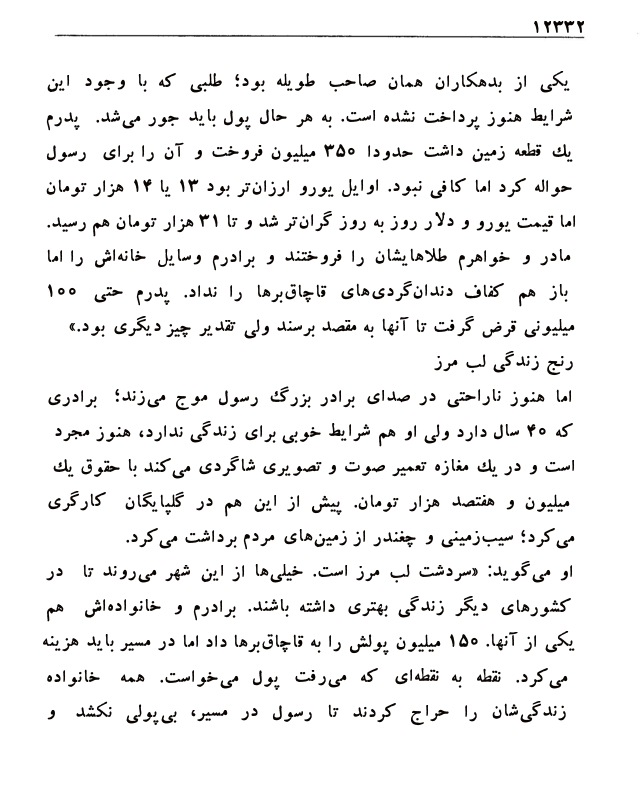 ۱۲۳۳۲
یکی از بدهکاران همان صاحب طویله بود؛ طلبی که با وجود این
شرایط هنوز پرداخت نشده است. به هر حال پول باید جور می‌شد. پدرم
یك قطعه زمین داشت حدودا ۳۵۰ میلیون فروخت و آن را برای رسول
حواله کرد اما کافی نبود. اوایل یورو ارزان‌تر بود ۱۳ یا ۱۴ هزار تومان
اما قیمت یورو و دلار روز به روز گران‌تر شد و تا ۳۱ هزار تومان هم رسید.
مادر و خواهرم طلاهایشان را فروختند و برادرم وسایل خانه‌اش را اما
باز هم کفاف دندان‌گردی‌های قاچاق‌برها را نداد. پدرم حتی ۱۰۰
میلیونی قرض گرفت تا آنها به مقصد برسند ولی تقدیر چیز دیگری بود.»
رنج زندگی لب مرز
اما هنوز ناراحتی در صدای برادر بزرگ رسول موج می‌زند؛ برادری
که ۴۰ سال دارد ولی او هم شرایط خوبی برای زندگی ندارد، هنوز مجرد
است و در یك مغازه تعمیر صوت و تصویری شاگردی می‌کند با حقوق یك
میلیون و هفتصد هزار تومان. پیش از این هم در گلپایگان کارگری
می‌کرد؛ سیب‌زمینی و چغندر از زمین‌های مردم برداشت می‌کرد.
او می‌گوید: «سردشت لب مرز است. خیلی‌ها از این شهر می‌روند تا در
کشورهای دیگر زندگی بهتری داشته باشند. برادرم و خانواده‌اش هم
یکی از آنها. ۱۵۰ میلیون پولش را به قاچاق‌برها داد اما در مسیر باید هزینه
می‌کرد. نقطه به نقطه‌ای که می‌رفت پول می‌خواست. همه خانواده
زندگی‌شان را حراج کردند تا رسول در مسیر، بی‌پولی نکشد و